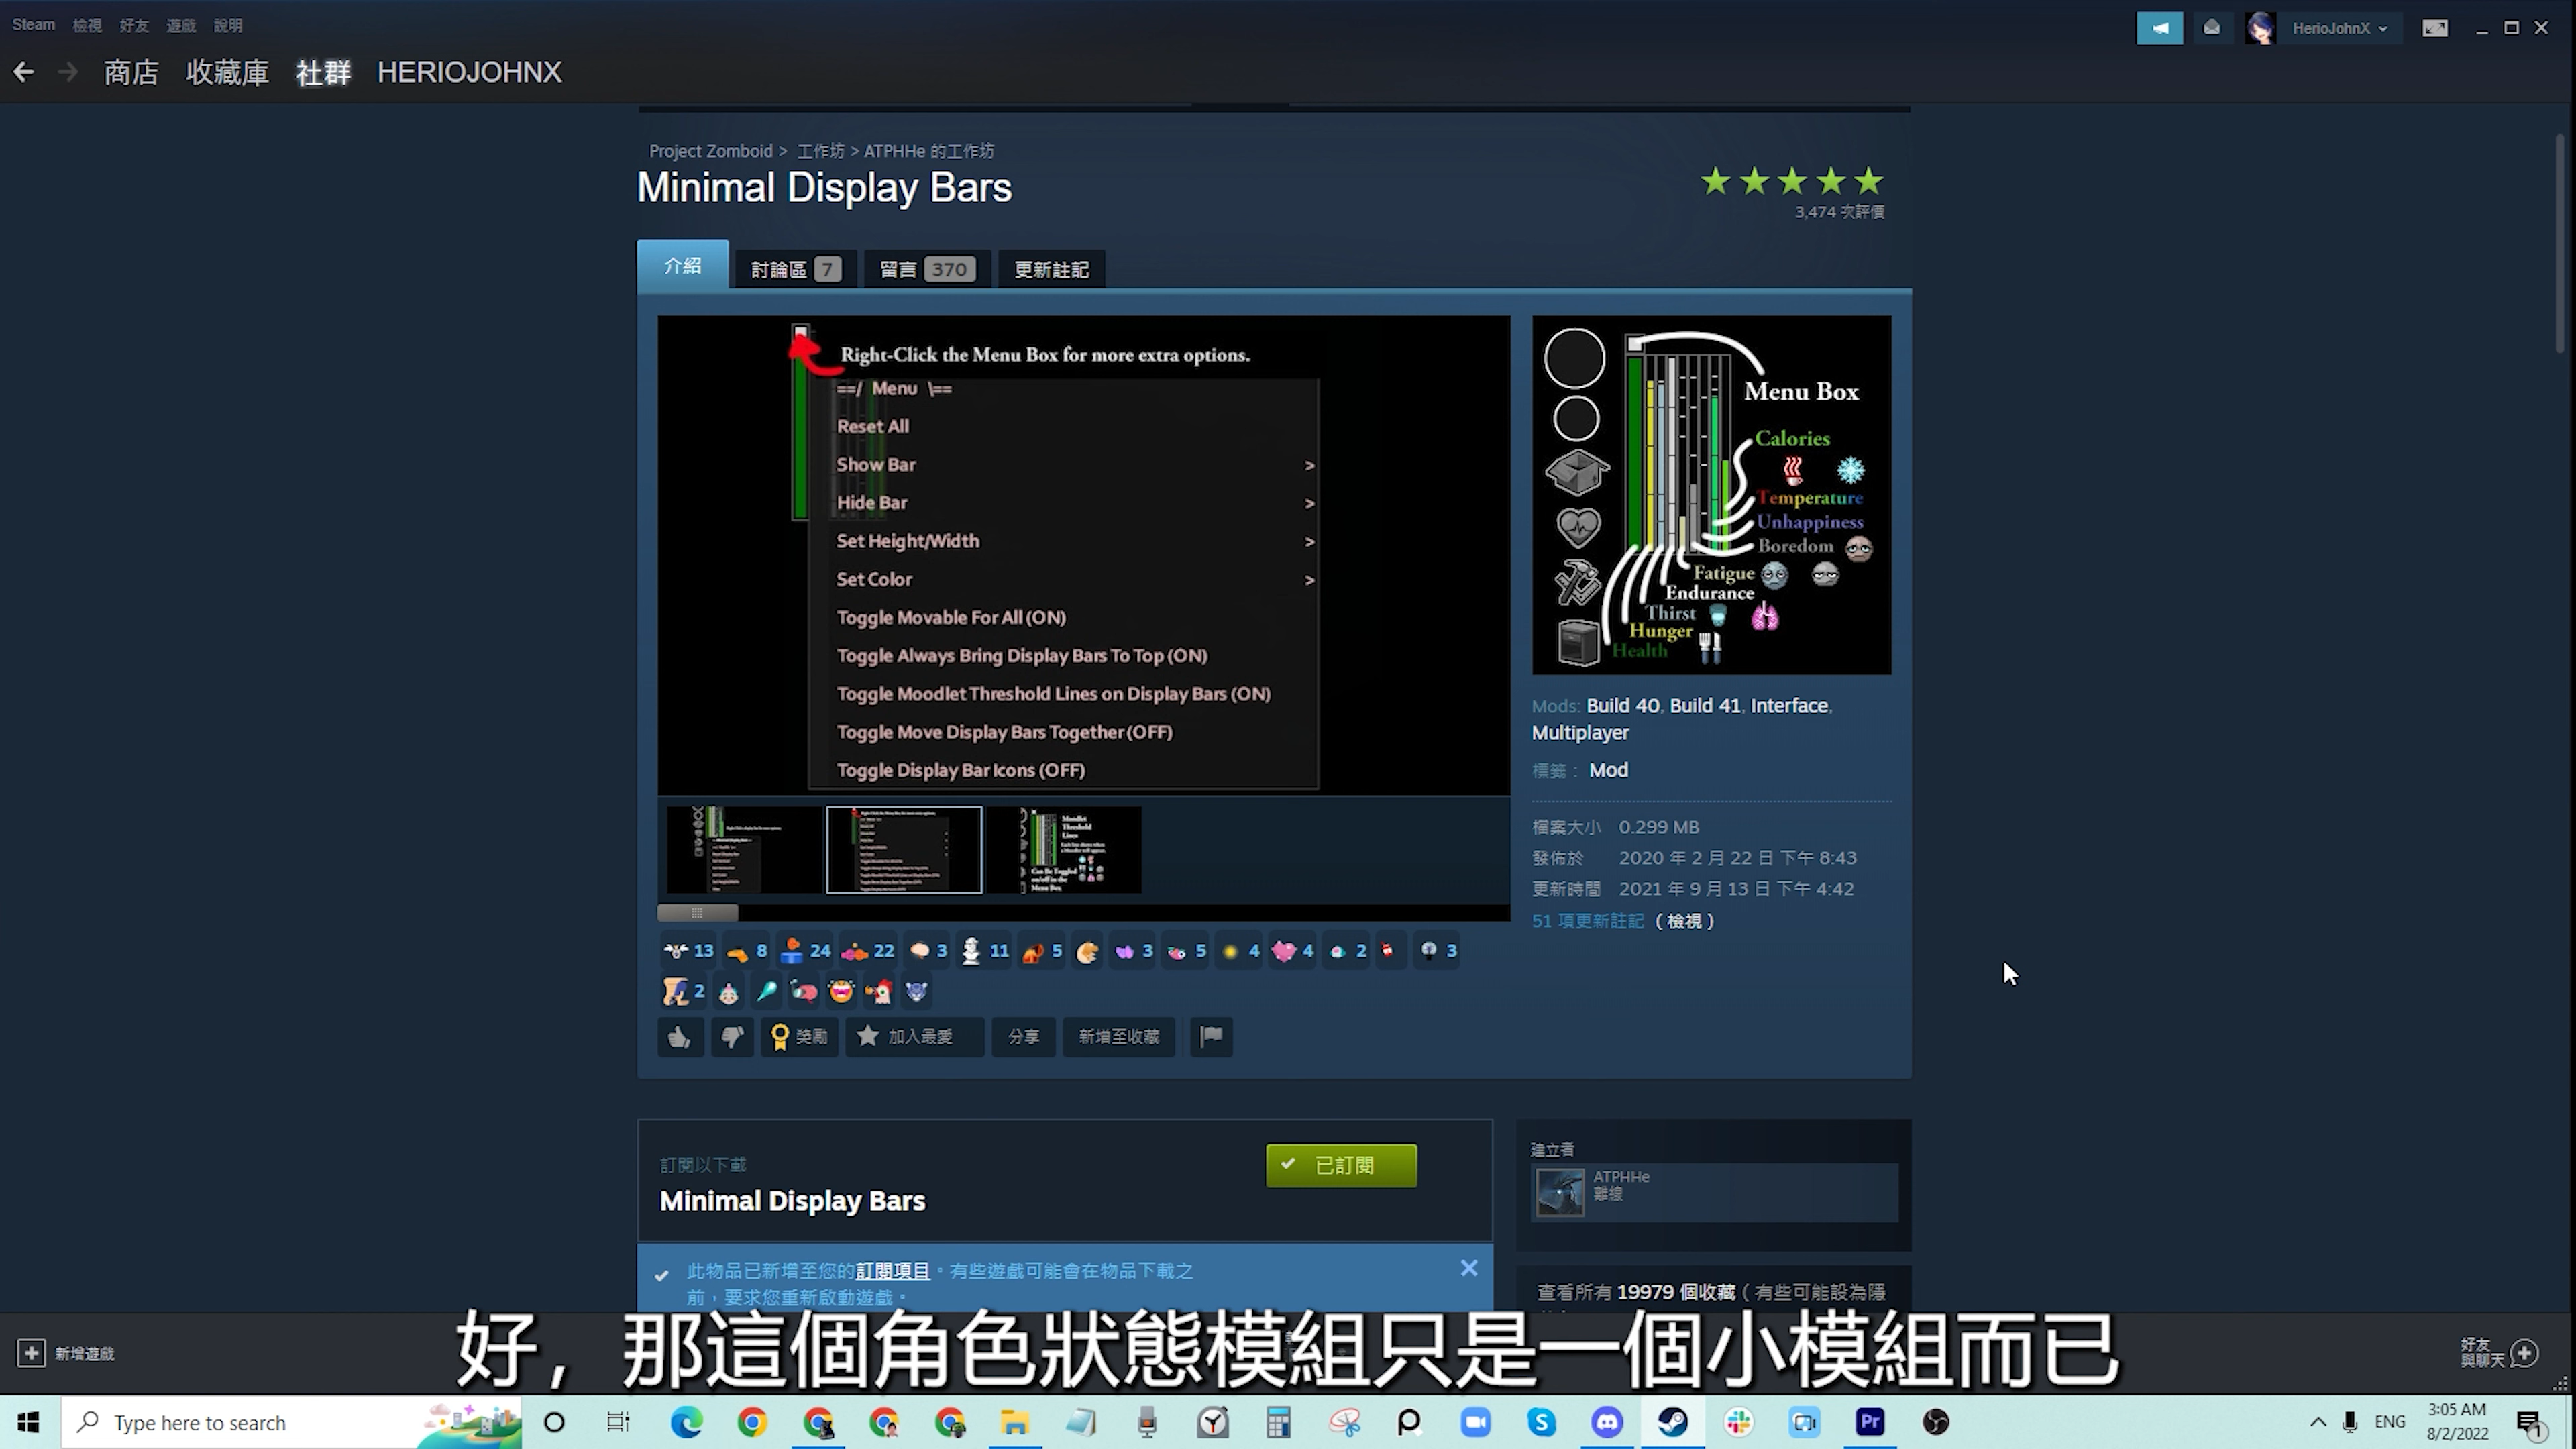 Steam 檢視 好友 遊戲 說明
HerioJohnX
商店 收藏庫 社群 HERIOJOHNX
Project Zomboid > 工作坊 > ATPHHe 的工作坊
Minimal Display Bars
3,474 次評價
介紹 討論區 7 留言 370 更新註記
Right-Click the Menu Box for more extra options.
==/ Menu \==
Reset All
Show Bar >
Hide Bar >
Set Height/Width >
Set Color >
Toggle Movable For All (ON)
Toggle Always Bring Display Bars To Top (ON)
Toggle Moodlet Threshold Lines on Display Bars (ON)
Toggle Move Display Bars Together (OFF)
Toggle Display Bar Icons (OFF)
Menu Box
Calories
Temperature
Unhappiness
Boredom
Fatigue
Endurance
Thirst
Hunger
Health
Mods: Build 40, Build 41, Interface,
Multiplayer
標籤： Mod
檔案大小 0.299 MB
發佈於 2020 年 2 月 22 日 下午 8:43
更新時間 2021 年 9 月 13 日 下午 4:42
51 項更新註記 （檢視）
Moodlet
Threshold
Lines
13 8 24 22 3 11 5 3 5 4 4 2 3
2
獎勵 加入最愛 分享 新增至收藏
訂閱以下載
Minimal Display Bars
已訂閱
此物品已新增至您的訂閱項目。有些遊戲可能會在物品下載之
前，要求您重新啟動遊戲。
建立者
ATPHHe
離線
查看所有 19979 個收藏（有些可能設為隱
好，那這個角色狀態模組只是一個小模組而已
新增遊戲
好友
與聊天
Type here to search
ENG
3:05 AM
8/2/2022
1